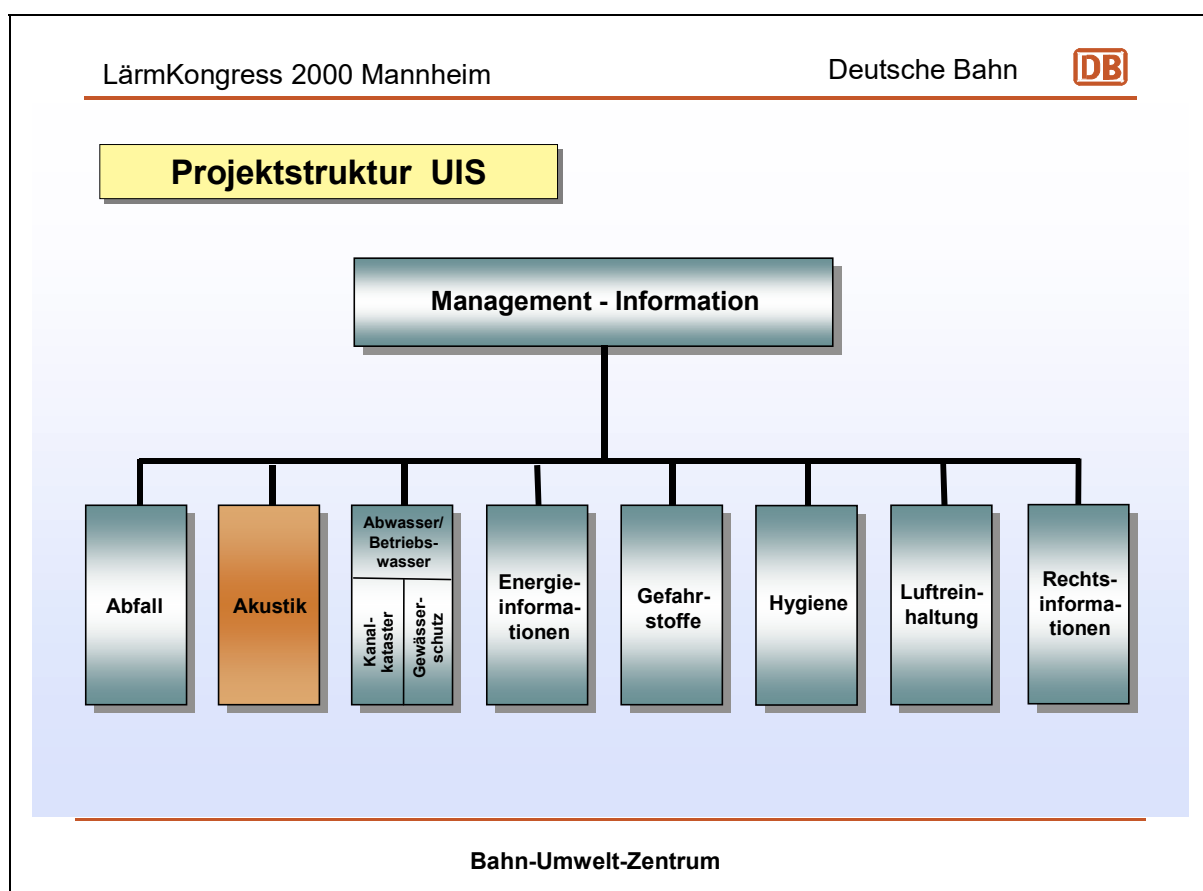 LärmKongress 2000 Mannheim
Deutsche Bahn
DB
Projektstruktur UIS
Management - Information
Abfall
Akustik
Abwasser/
Betriebs-
wasser
Kanal-
kataster
Gewässer-
schutz
Energie-
informa-
tionen
Gefahr-
stoffe
Hygiene
Luftrein-
haltung
Rechts-
informa-
tionen
Bahn-Umwelt-Zentrum